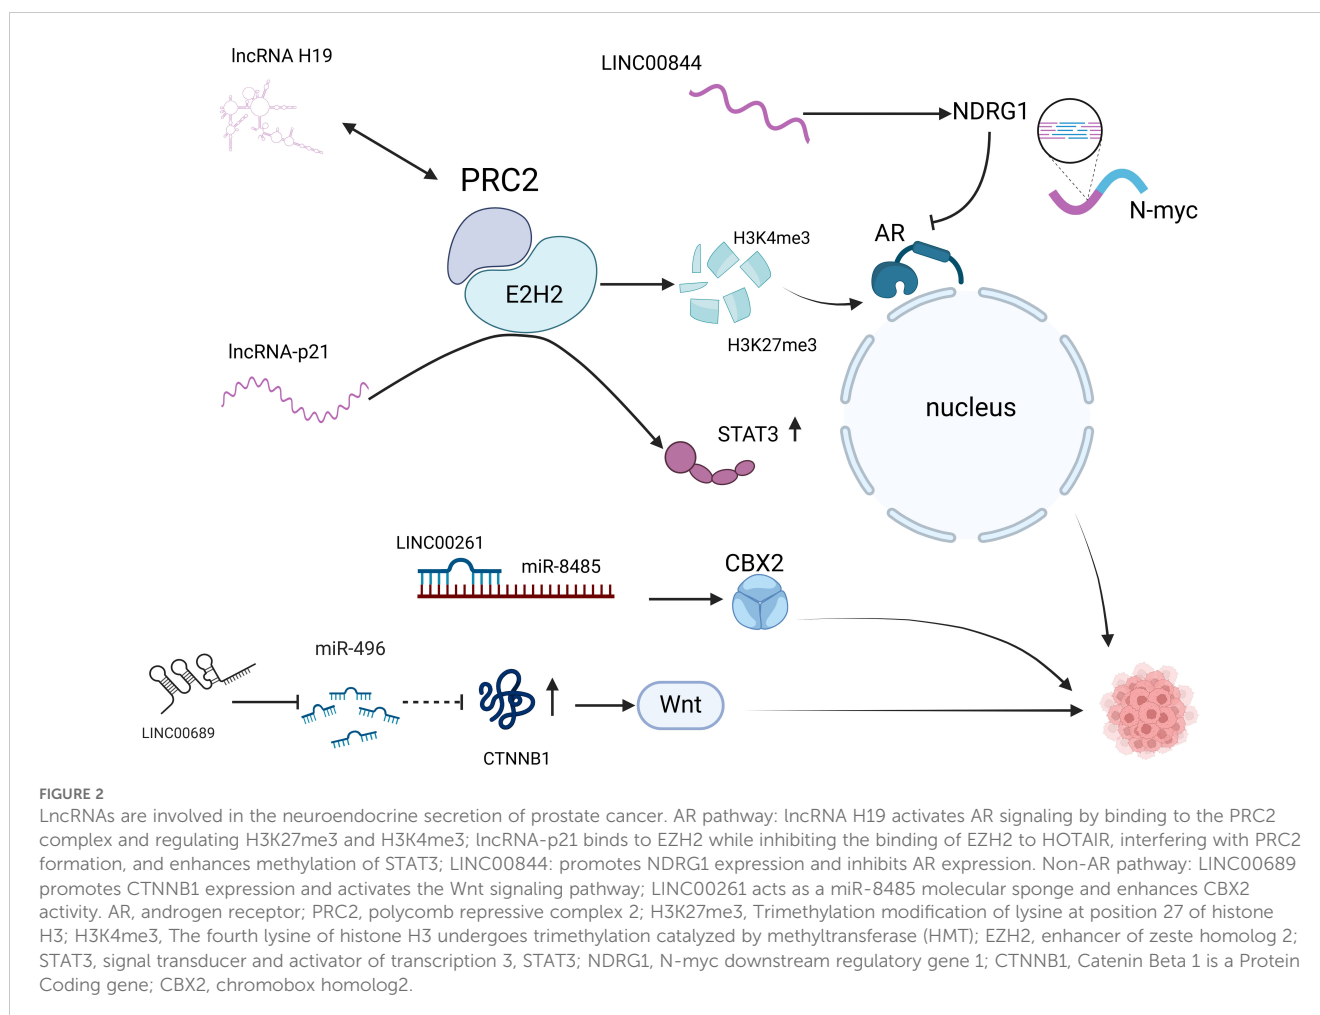 lncRNA H19
LINC00844
NDRG1
PRC2
N-myc
AR
H3K4me3
E2H2
H3K27me3
lncRNA-p21
nucleus
STAT3
LINC00261
miR-8485
CBX2
miR-496
Wnt
LINC00689
CTNNB1
FIGURE 2
LncRNAs are involved in the neuroendocrine secretion of prostate cancer. AR pathway: lncRNA H19 activates AR signaling by binding to the PRC2
complex and regulating H3K27me3 and H3K4me3; lncRNA-p21 binds to EZH2 while inhibiting the binding of EZH2 to HOTAIR, interfering with PRC2
formation, and enhances methylation of STAT3; LINC00844: promotes NDRG1 expression and inhibits AR expression. Non-AR pathway: LINC00689
promotes CTNNB1 expression and activates the Wnt signaling pathway; LINC00261 acts as a miR-8485 molecular sponge and enhances CBX2
activity. AR, androgen receptor; PRC2, polycomb repressive complex 2; H3K27me3, Trimethylation modification of lysine at position 27 of histone
H3; H3K4me3, The fourth lysine of histone H3 undergoes trimethylation catalyzed by methyltransferase (HMT); EZH2, enhancer of zeste homolog 2;
STAT3, signal transducer and activator of transcription 3, STAT3; NDRG1, N-myc downstream regulatory gene 1; CTNNB1, Catenin Beta 1 is a Protein
Coding gene; CBX2, chromobox homolog2.